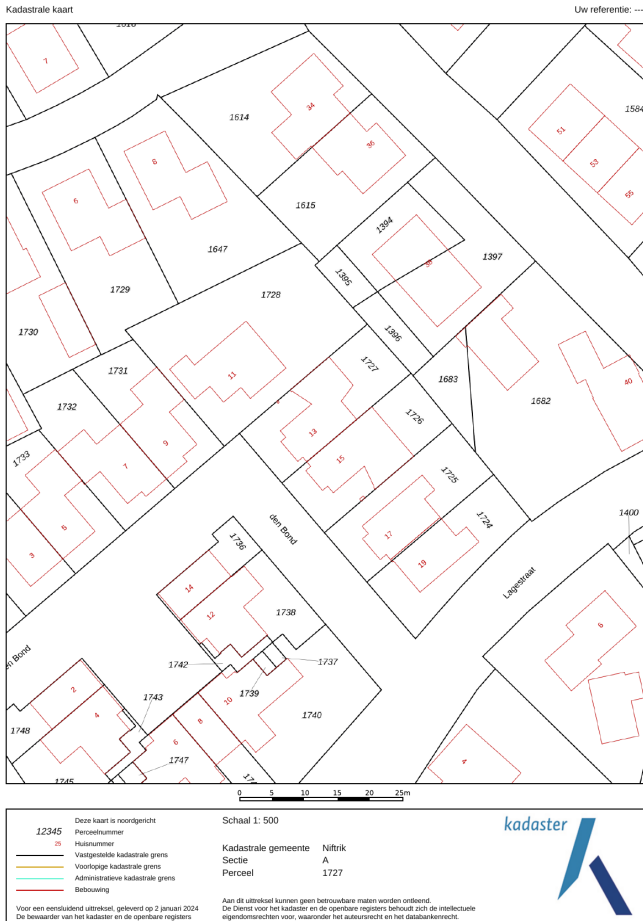 Kadastrale kaart
Uw referentie: ---
7
34
1614
1584
51
36
53
8
55
6
1615
1394
1647
1397
1395
1729
1728
1396
1730
1731
1727
1683
11
40
1682
1732
1726
13
9
1733
15
7
1725
5
1724
den Bond
1400
17
3
1736
19
Lagestraat
14
12
1738
6
den Bond
1742
1737
2
1739
1743
10
4
1740
8
1748
6
1747
4
1745
0 5 10 15 20 25m
Deze kaart is noordgericht
12345 Perceelnummer
25 Huisnummer
Vastgestelde kadastrale grens
Voorlopige kadastrale grens
Administratieve kadastrale grens
Bebouwing
Voor een eensluidend uittreksel, geleverd op 2 januari 2024
De bewaarder van het kadaster en de openbare registers
Schaal 1: 500
Kadastrale gemeente Niftrik
Sectie A
Perceel 1727
Aan dit uittreksel kunnen geen betrouwbare maten worden ontleend.
De Dienst voor het kadaster en de openbare registers behoudt zich de intellectuele
eigendomsrechten voor, waaronder het auteursrecht en het databankenrecht.
kadaster